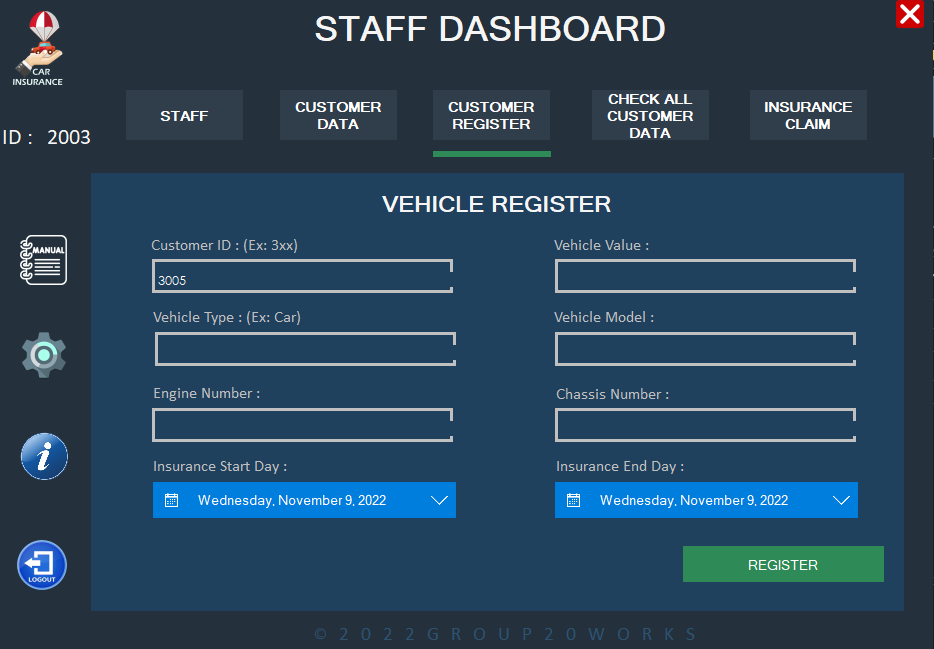 STAFF DASHBOARD
CAR
INSURANCE
ID : 2003
STAFF
CUSTOMER
DATA
CUSTOMER
REGISTER
CHECK ALL
CUSTOMER
DATA
INSURANCE
CLAIM
MANUAL
LOGOUT
VEHICLE REGISTER
Customer ID : (Ex: 3xx)
Vehicle Value :
3005
Vehicle Type : (Ex: Car)
Vehicle Model :
Engine Number :
Chassis Number :
Insurance Start Day :
Insurance End Day :
Wednesday, November 9, 2022
Wednesday, November 9, 2022
REGISTER
© 2 0 2 2 G R O U P 2 0 W O R K S